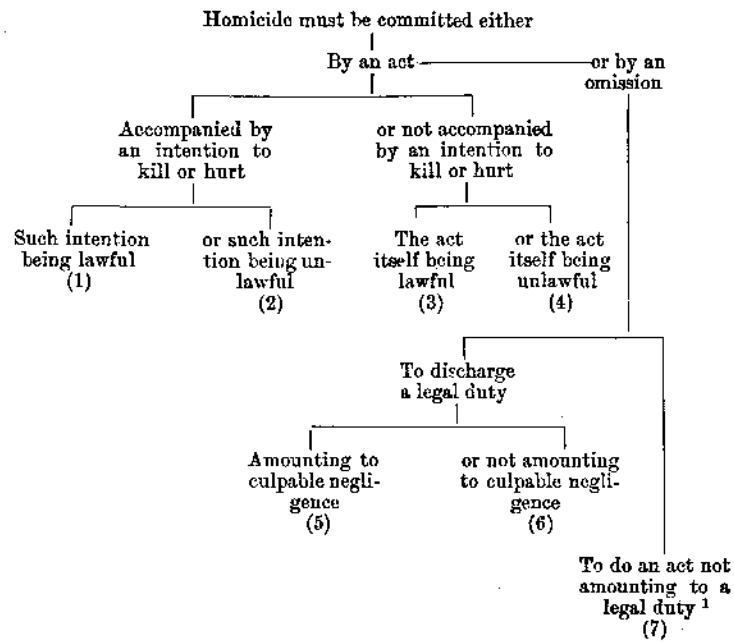 Homicide must be committed either
By an act
or by an
omission
Accompanied by
an intention to
kill or hurt
or not accompanied
by an intention to
kill or hurt
Such intention
being lawful
(1)
or such inten-
tion being un-
lawful
(2)
The act
itself being
lawful
(3)
or the act
itself being
unlawful
(4)
To discharge
a legal duty
Amounting to
culpable negli-
gence
(5)
or not amounting
to culpable negli-
gence
(6)
To do an act not
amounting to a
legal duty 1
(7)